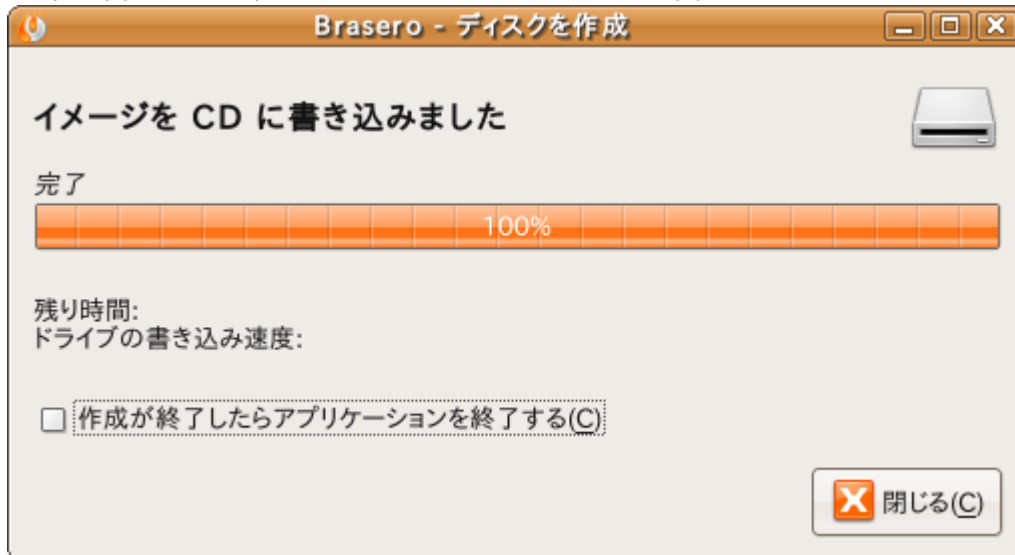 Brasero - ディスクを作成
イメージを CD に書き込みました
完了
100%
残り時間:
ドライブの書き込み速度:
作成が終了したらアプリケーションを終了する(C)
閉じる(C)